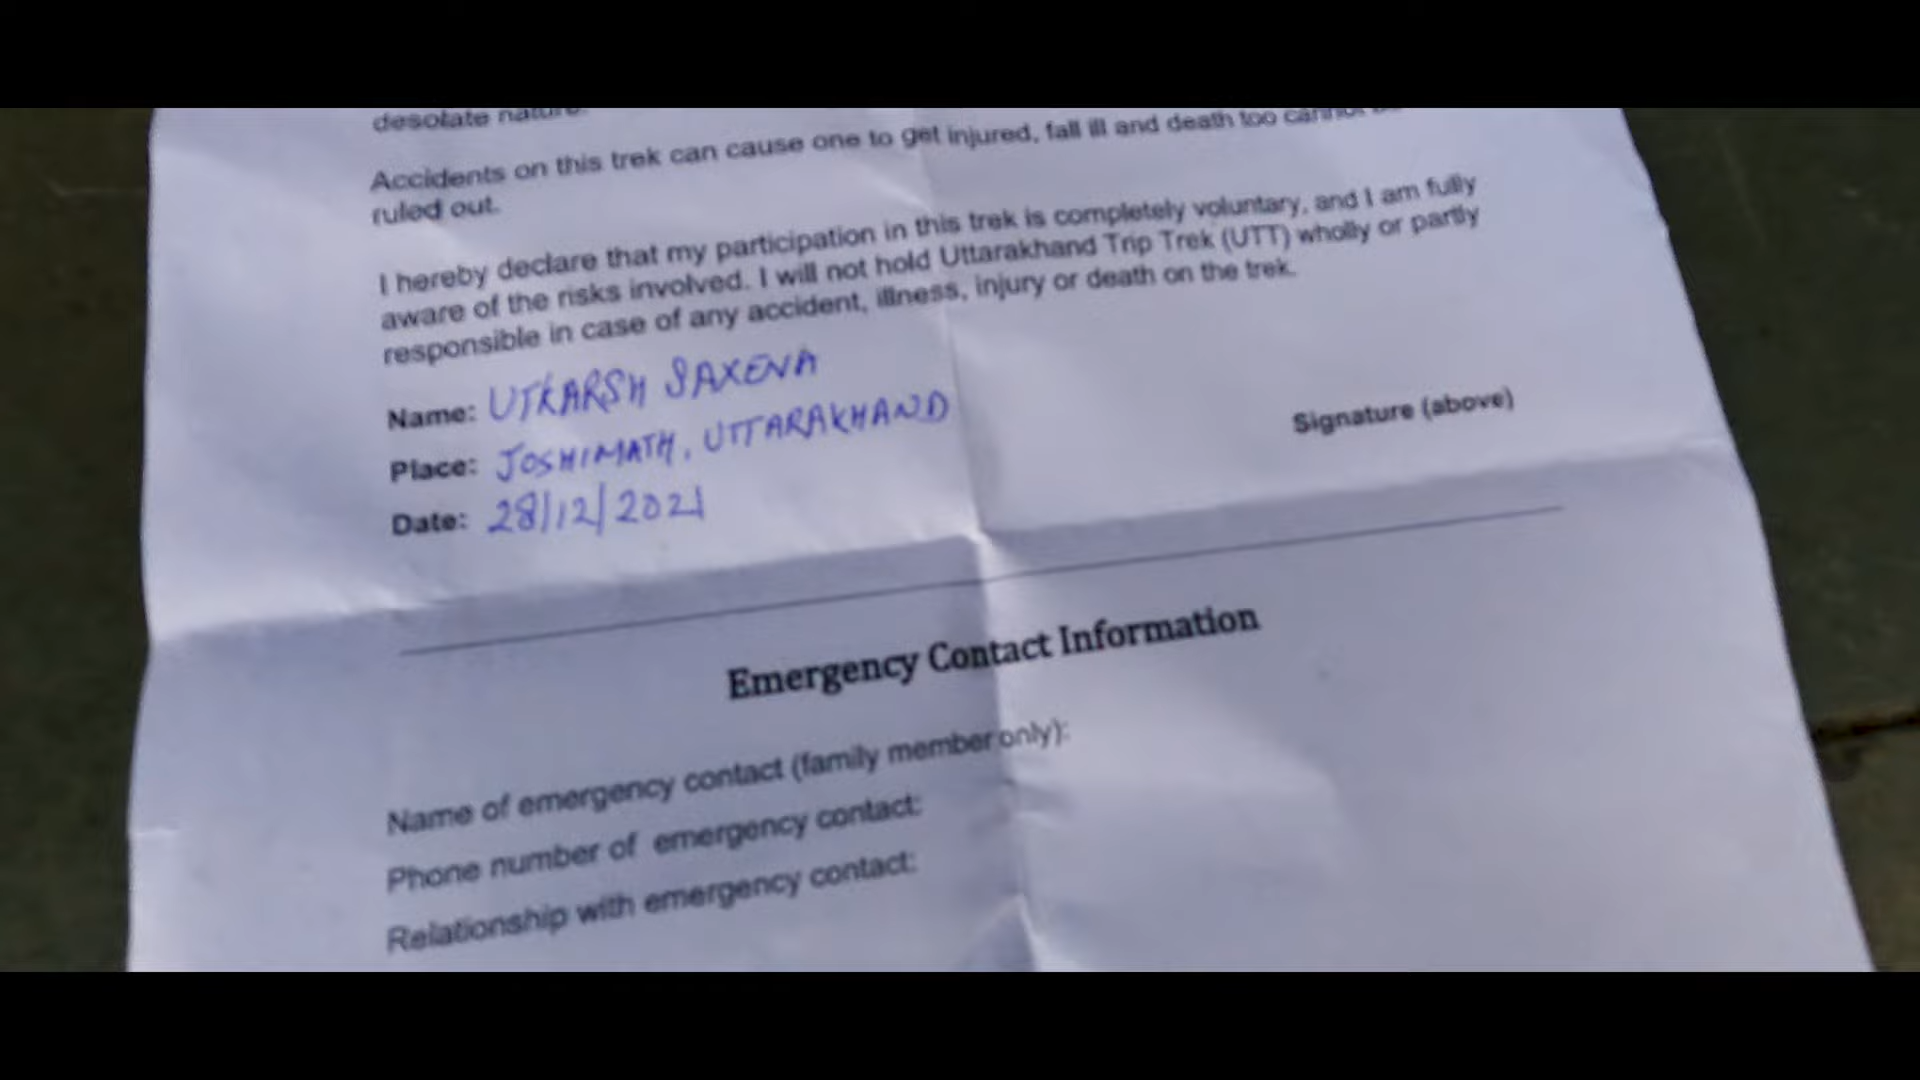 desolate nature.
Accidents on this trek can cause one to get injured, fall ill and death too cannot
ruled out.
I hereby declare that my participation in this trek is completely voluntary, and I am fully
aware of the risks involved. I will not hold Uttarakhand Trip Trek (UTT) wholly or partly
responsible in case of any accident, illness, injury or death on the trek.
Name: UTKARSH SAXENA
Place: JOSHIMATH, UTTARAKHAND
Signature (above)
Date: 28/12/2021
Emergency Contact Information
Name of emergency contact (family member only):
Phone number of emergency contact:
Relationship with emergency contact: